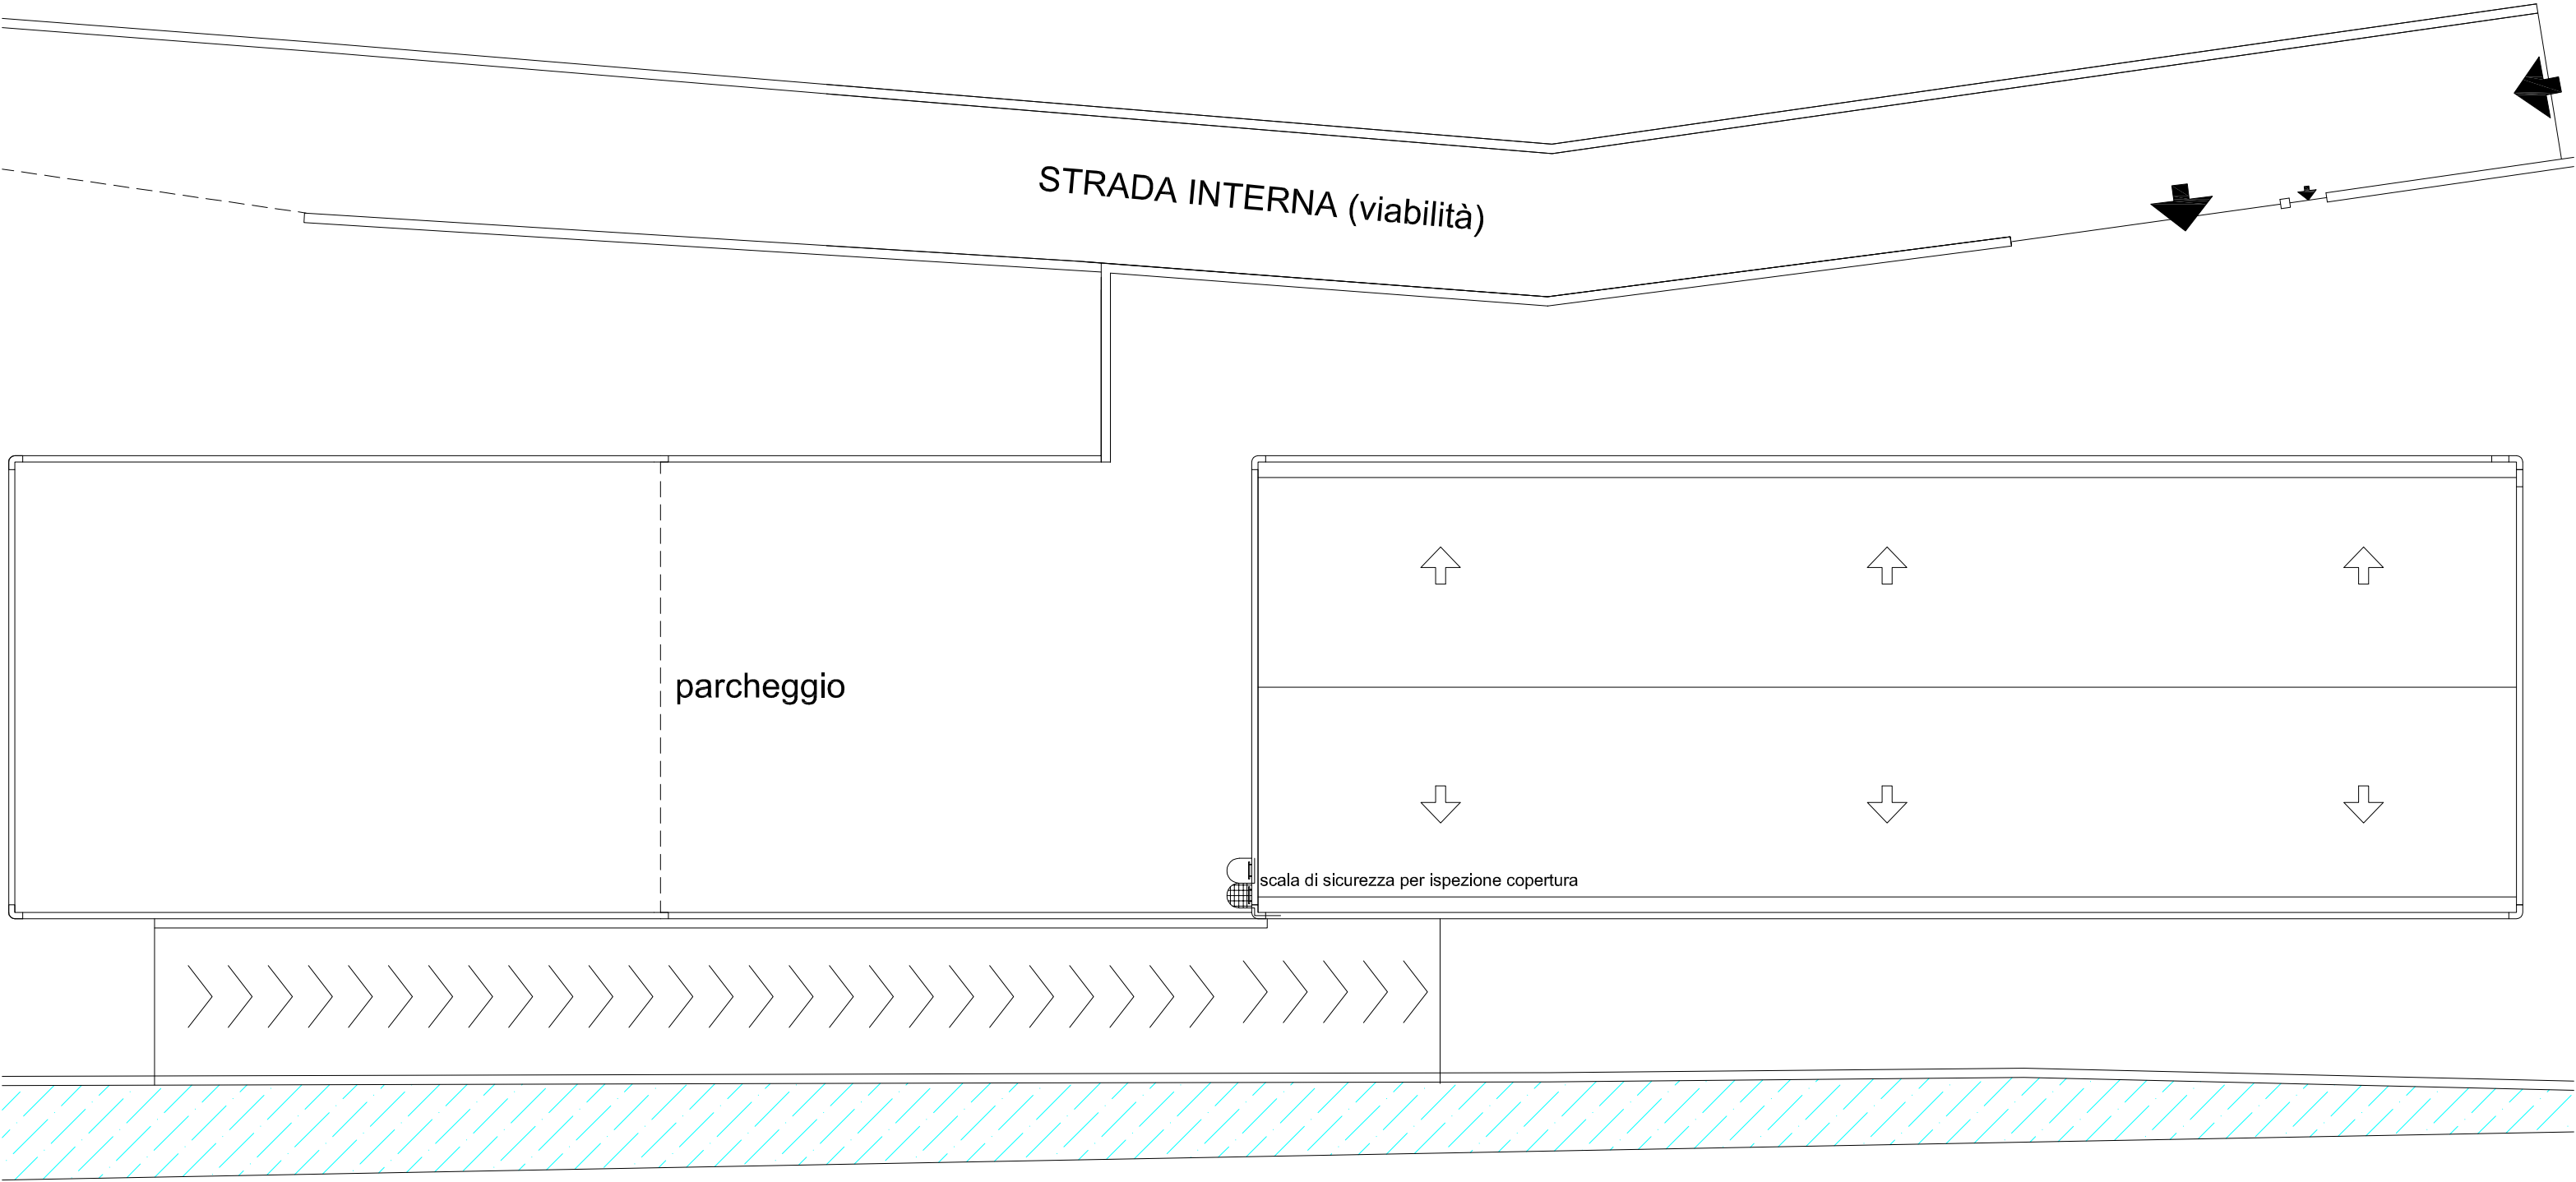 STRADA INTERNA (viabilità)
parcheggio
scala di sicurezza per ispezione copertura